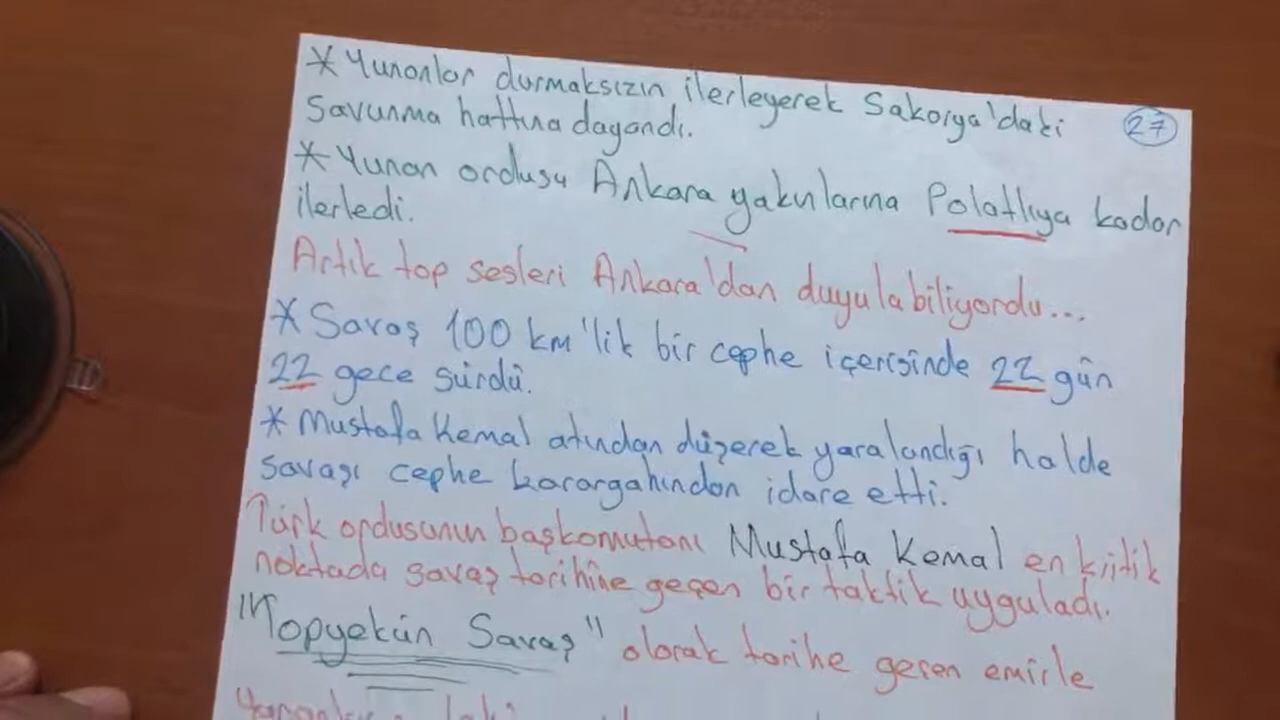 * Yunanlar durmaksızın ilerleyerek Sakarya'daki
27
savunma hattına dayandı.
* Yunan ordusu Ankara yakınlarına Polatlıya kadar
ilerledi.
Artık top sesleri Ankara'dan duyulabiliyordu...
* Savaş 100 km'lik bir cephe içerisinde 22 gün
22 gece sürdü.
* Mustafa Kemal atından düşerek yaralandığı halde
savaşı cephe karargahından idare etti.
Türk ordusunun başkomutanı Mustafa Kemal en kritik
noktada savaş tarihine geçen bir taktik uyguladı.
"Topyekün Savaş" olarak tarihe geçen emirle